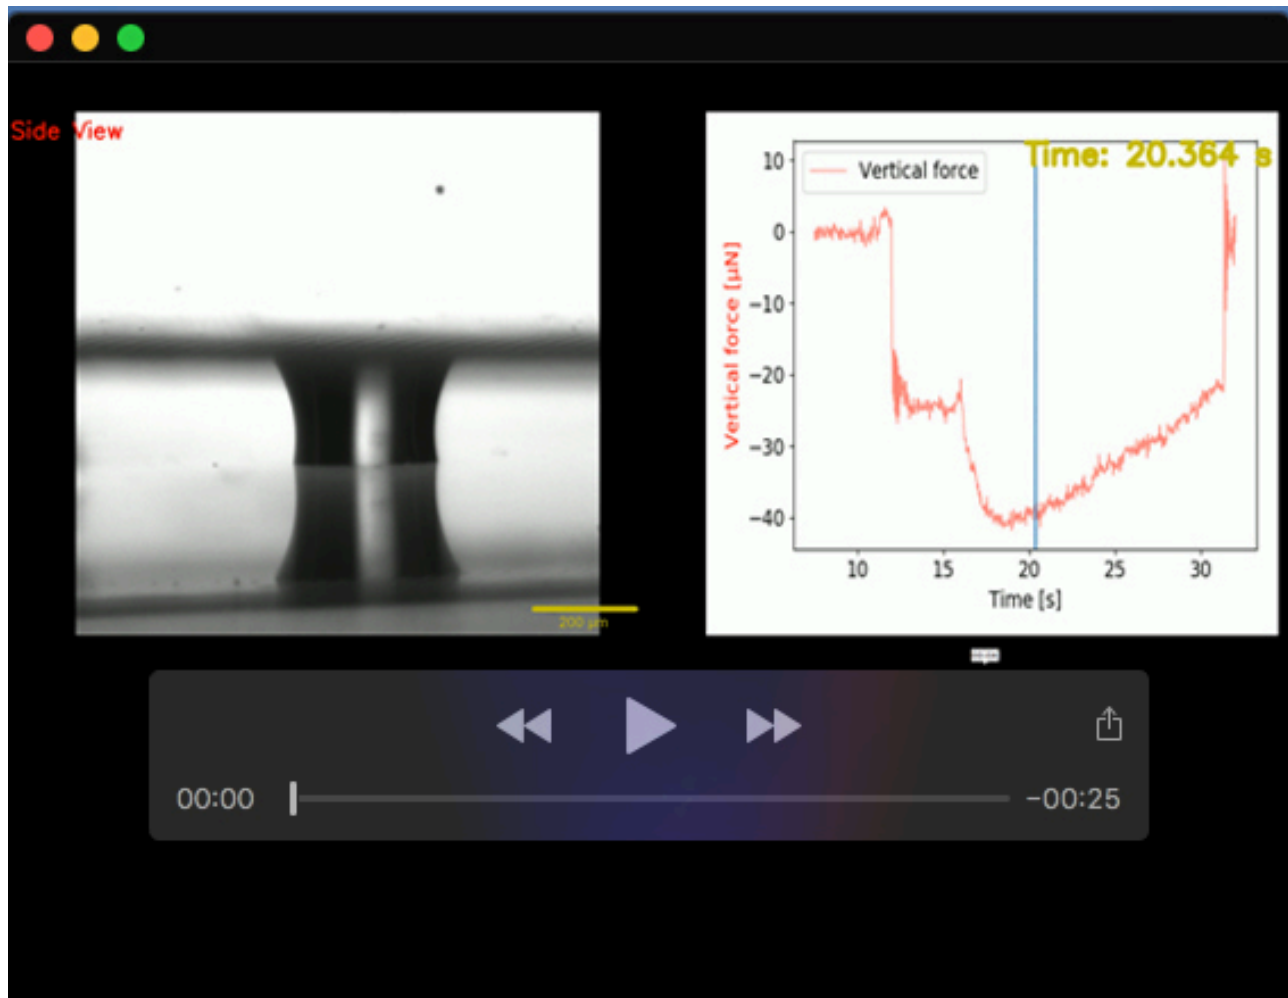 Side View
200 μm
Time: 20.364 s
Vertical force
Vertical force [μN]
10
0
−10
−20
−30
−40
10 15 20 25 30
Time [s]
00:00
−00:25